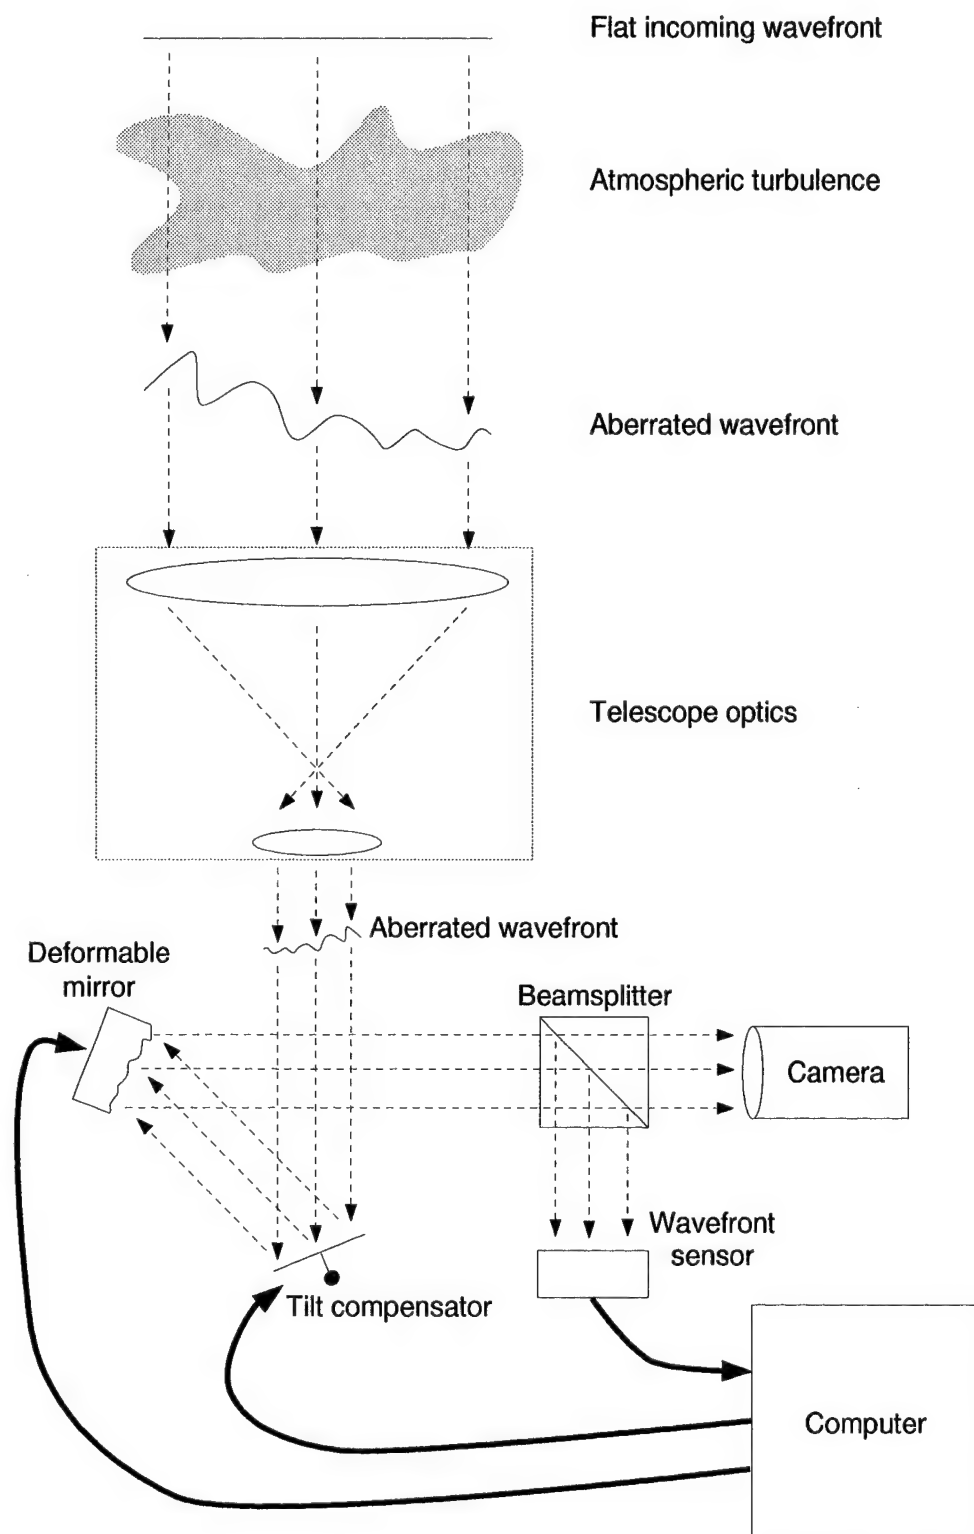 Flat incoming wavefront
Atmospheric turbulence
Aberrated wavefront
Telescope optics
Aberrated wavefront
Deformable
mirror
Beamsplitter
Camera
Wavefront
sensor
Tilt compensator
Computer